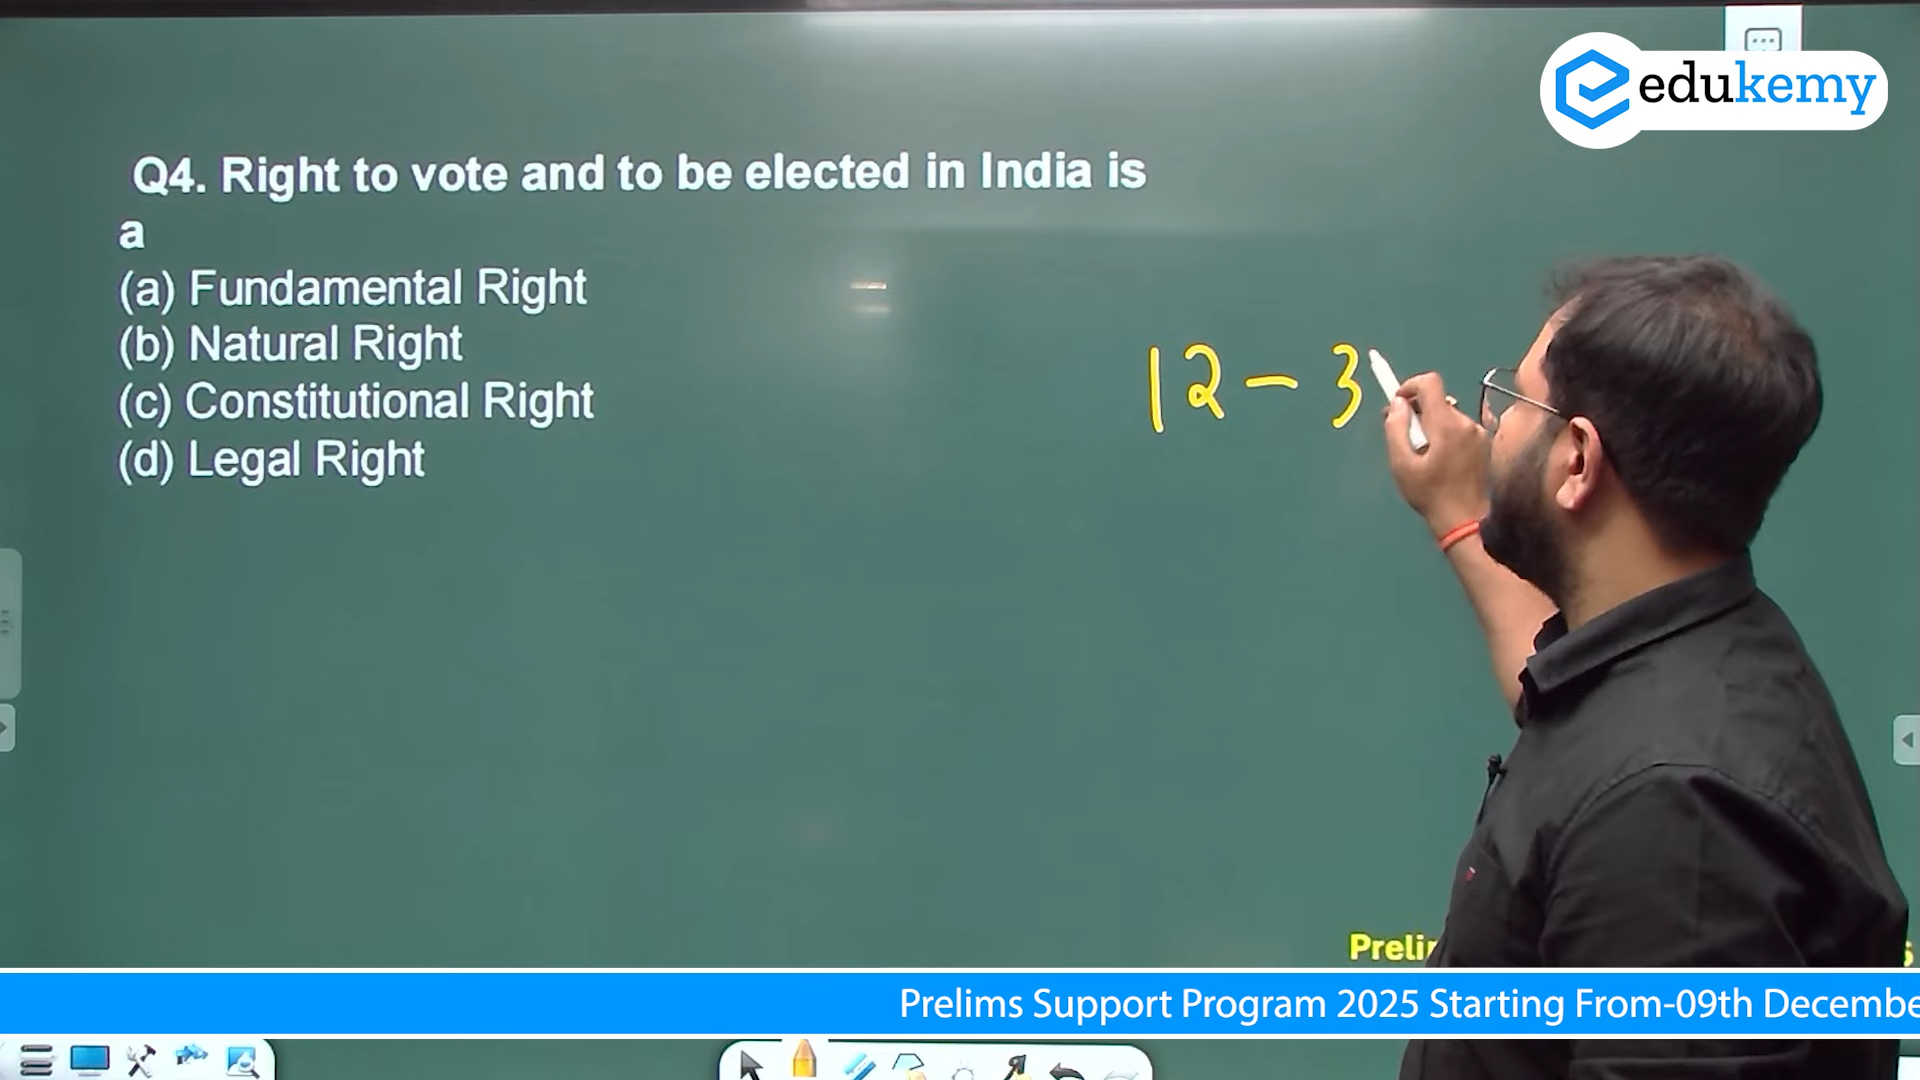 edukemy
Q4. Right to vote and to be elected in India is
a
(a) Fundamental Right
(b) Natural Right
(c) Constitutional Right
(d) Legal Right
12 - 3
Prelims Support Program 2025 Starting From-09th